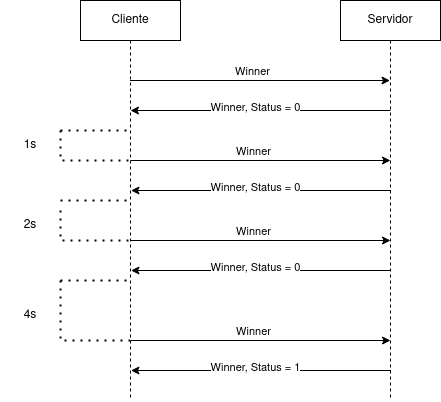 Cliente
Servidor
Winner
Winner, Status = 0
1s
Winner
Winner, Status = 0
2s
Winner
Winner, Status = 0
4s
Winner
Winner, Status = 1